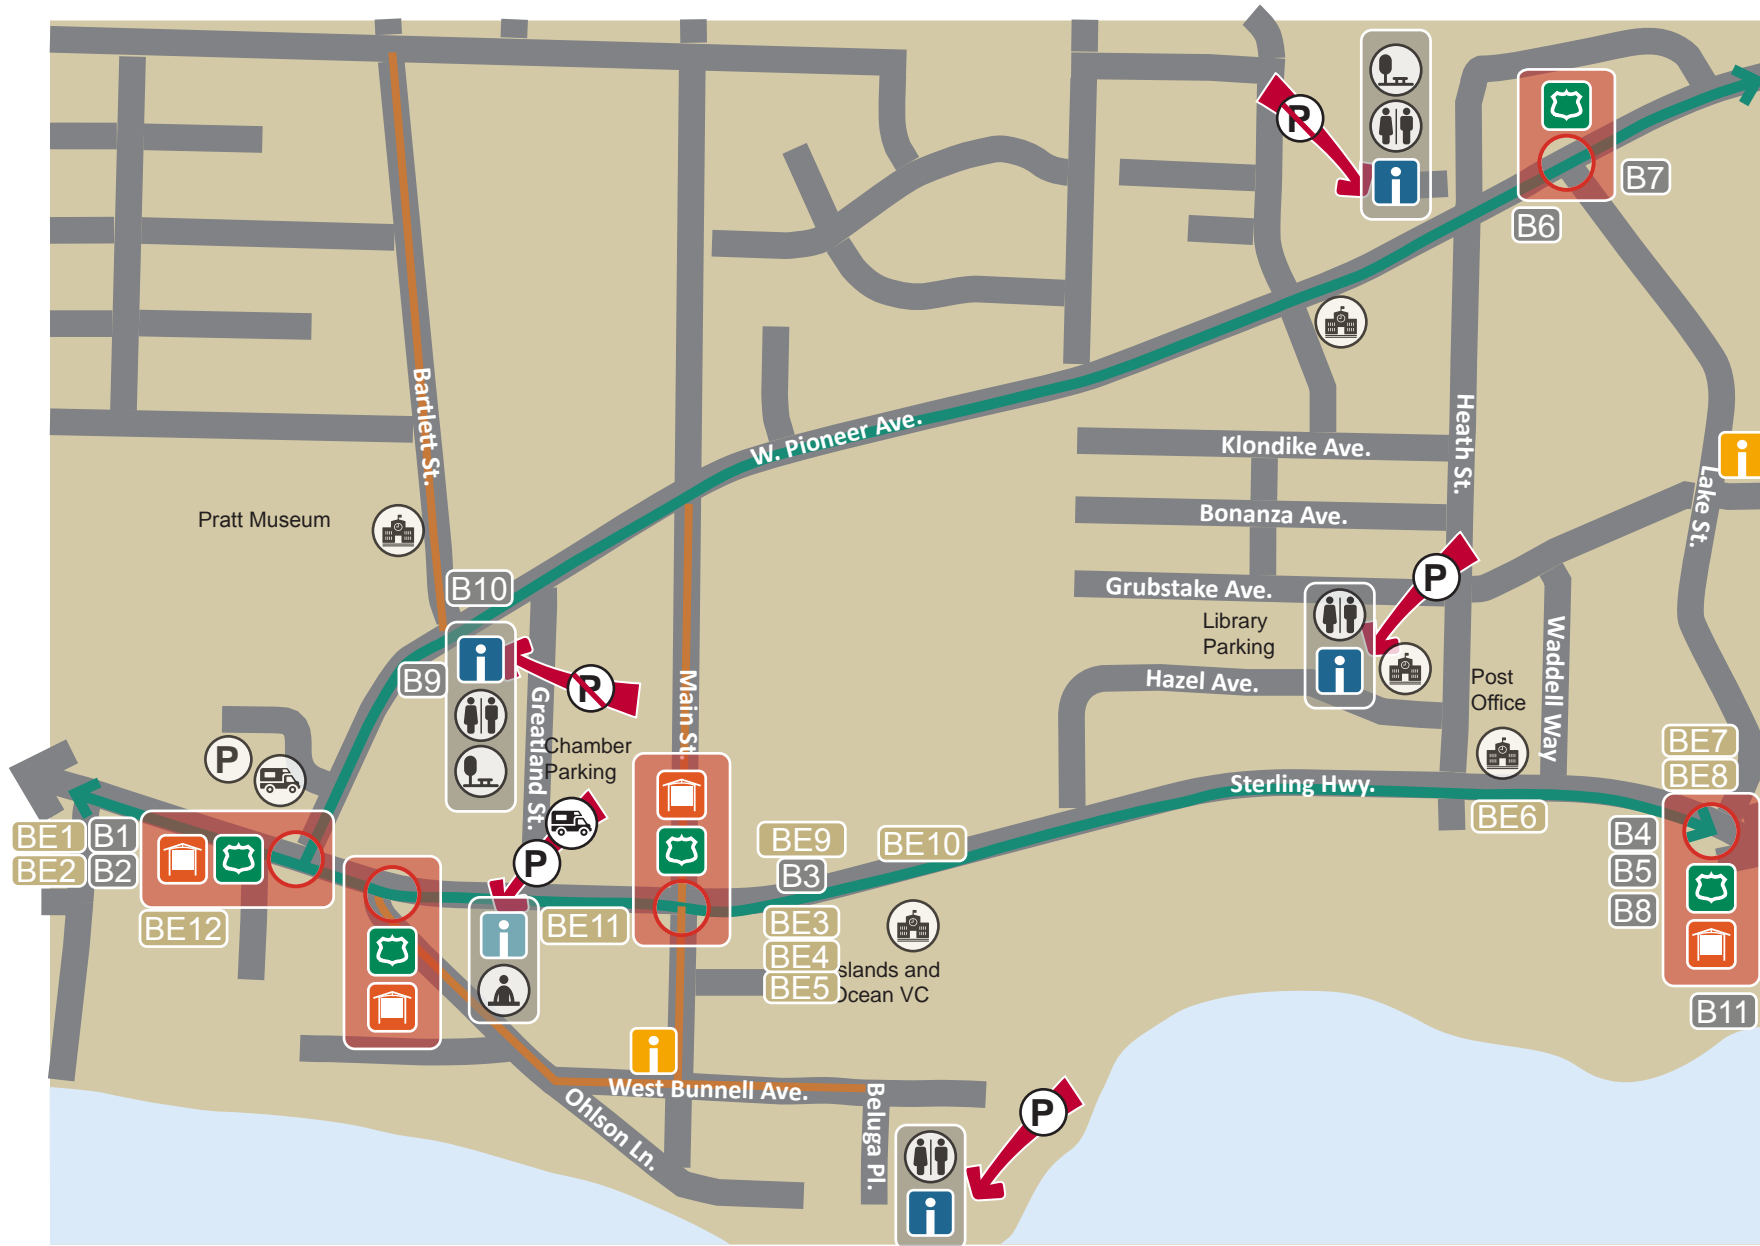 P
B7
B6
Bartlett St.
W. Pioneer Ave.
Heath St.
Klondike Ave.
Bonanza Ave.
Lake St.
Pratt Museum
B10
Grubstake Ave.
P
Library
Parking
Waddell Way
B9
P
Greatland St.
Main St.
Hazel Ave.
Post
Office
Chamber
Parking
P
BE7
BE8
Sterling Hwy.
BE1
B1
BE2
B2
BE9
BE10
B3
BE6
B4
B5
B8
P
BE12
BE11
BE3
BE4
BE5
slands and
Ocean VC
B11
West Bunnell Ave.
Beluga Pl.
Ohlson Ln.
P